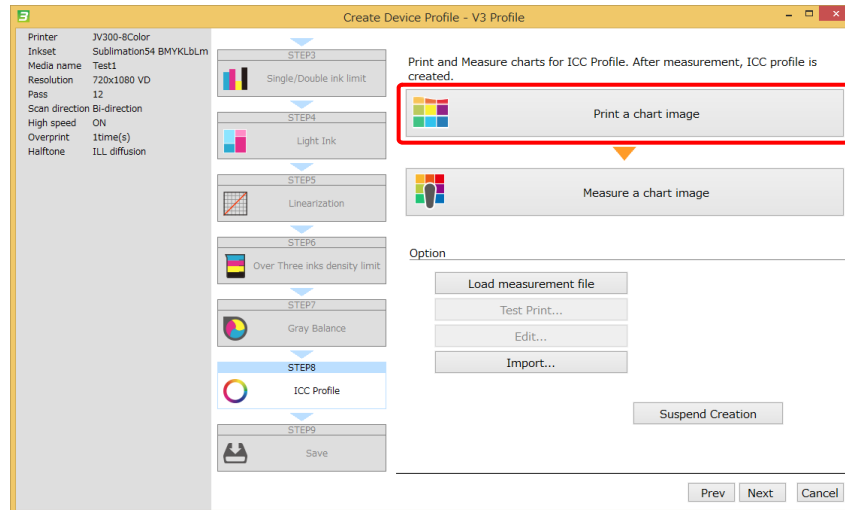 Create Device Profile - V3 Profile
Printer JV300-8Color
Inkset Sublimation54 BMYKLbLm
Media name Test1
Resolution 720x1080 VD
Pass 12
Scan direction Bi-direction
High speed ON
Overprint 1time(s)
Halftone ILL diffusion
STEP3
Single/Double ink limit
STEP4
Light Ink
STEP5
Linearization
STEP6
Over Three inks density limit
STEP7
Gray Balance
STEP8
ICC Profile
STEP9
Save
Print and Measure charts for ICC Profile. After measurement, ICC profile is
created.
Print a chart image
Measure a chart image
Option
Load measurement file
Test Print...
Edit...
Import...
Suspend Creation
Prev Next Cancel